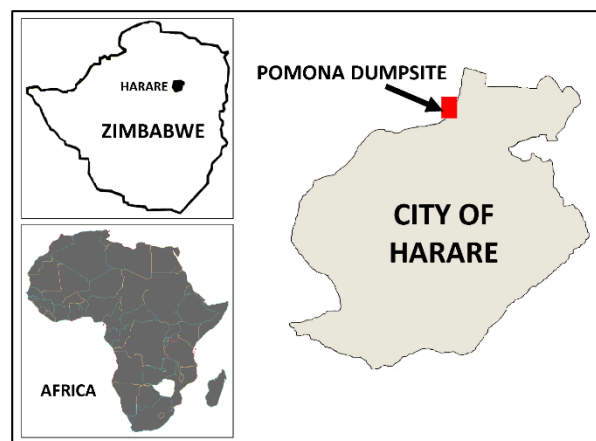 HARARE
ZIMBABWE
AFRICA
POMONA DUMPSITE
CITY OF
HARARE